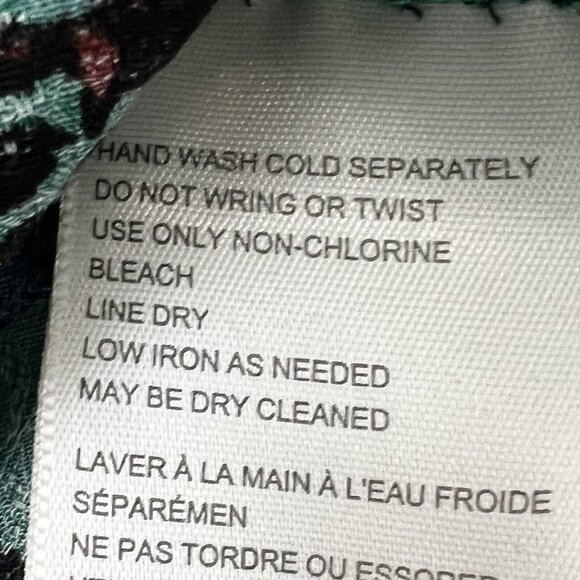 HAND WASH COLD SEPARATELY
DO NOT WRING OR TWIST
USE ONLY NON-CHLORINE
BLEACH
LINE DRY
LOW IRON AS NEEDED
MAY BE DRY CLEANED
LAVER À LA MAIN À L'EAU FROIDE
SÉPARÉMEN
NE PAS TORDRE OU